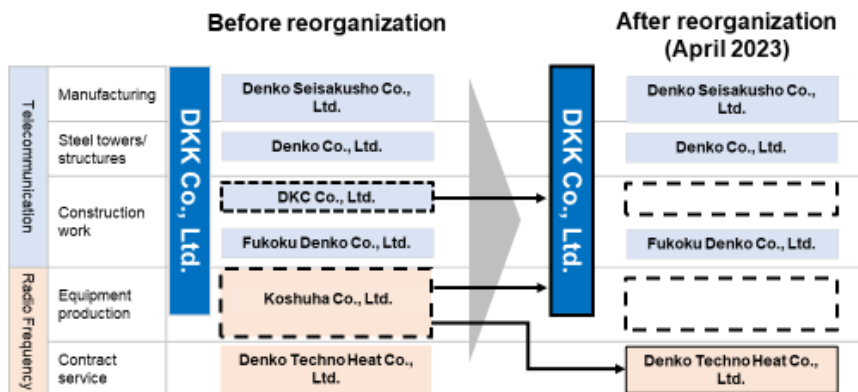 Before reorganization
After reorganization
(April 2023)
Telecommunication
Radio Frequency
Manufacturing
Steel towers/
structures
Construction
work
Equipment
production
Contract
service
DKK Co., Ltd.
Denko Seisakusho Co.,
Ltd.
Denko Co., Ltd.
DKC Co., Ltd.
Fukoku Denko Co., Ltd.
Koshuha Co., Ltd.
Denko Techno Heat Co.,
Ltd.
DKK Co., Ltd.
Denko Seisakusho Co.,
Ltd.
Denko Co., Ltd.
Fukoku Denko Co., Ltd.
Denko Techno Heat Co.,
Ltd.